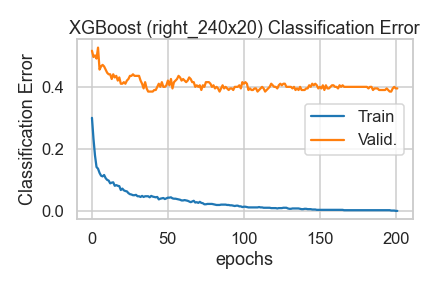 XGBoost (right_240x20) Classification Error
Classification Error
0.4
0.2
0.0
Train
Valid.
0
50
100
150
200
epochs